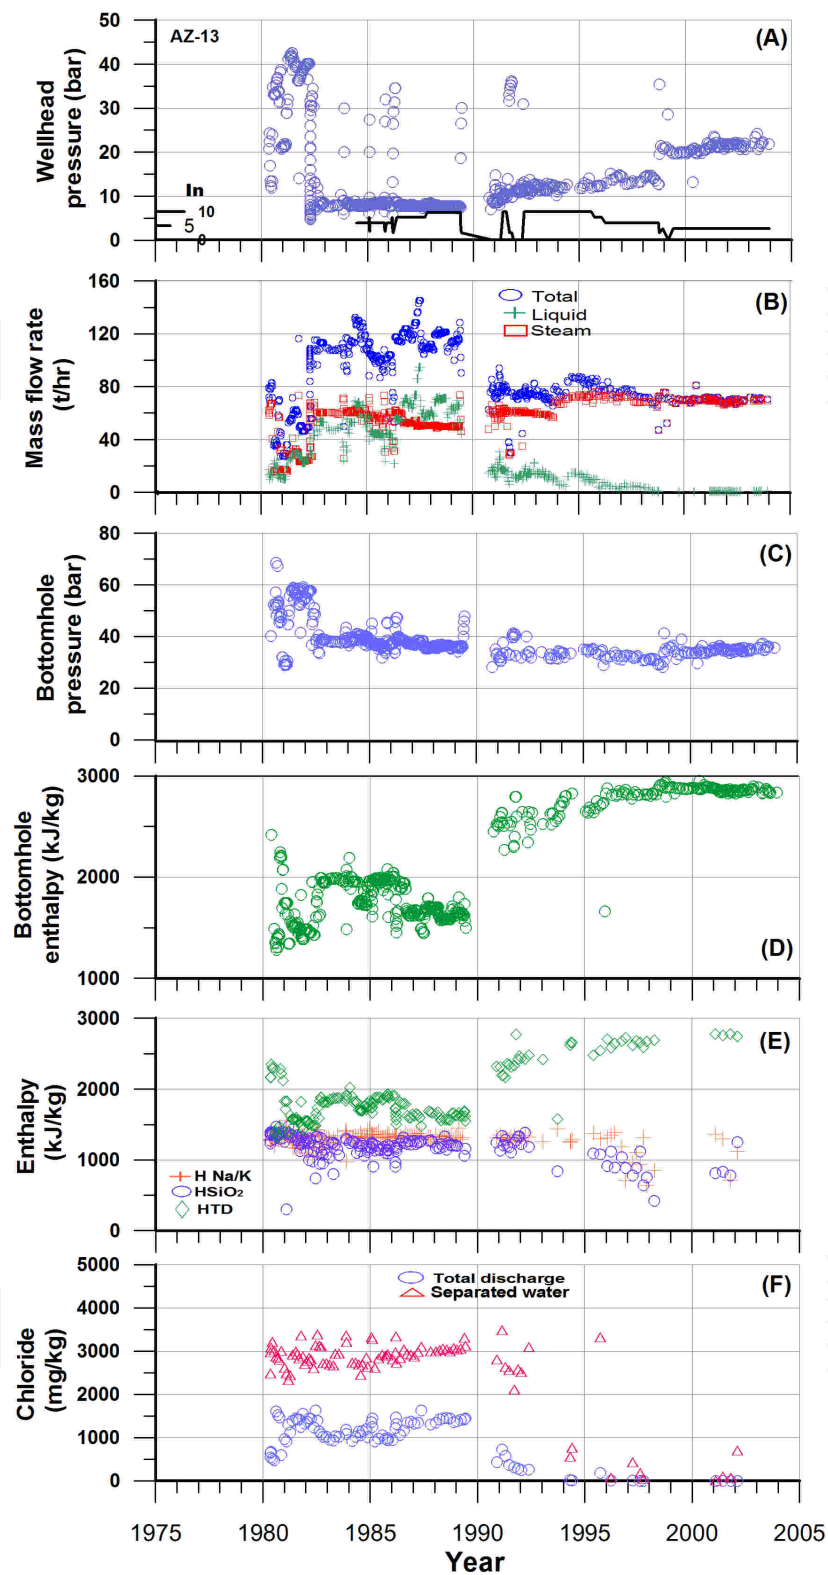 50
AZ-13
(A)
40
30
20
10
0
Wellhead
pressure (bar)
In
10
5
0
160
(B)
Total
Liquid
Steam
120
80
40
0
Mass flow rate
(t/hr)
80
(C)
60
40
20
0
Bottomhole
pressure (bar)
3000
2000
1000
(D)
Bottomhole
enthalpy (kJ/kg)
3000
(E)
2000
1000
0
Enthalpy
(kJ/kg)
H Na/K
HSiO₂
HTD
5000
(F)
Total discharge
Separated water
4000
3000
2000
1000
0
Chloride
(mg/kg)
1975 1980 1985 1990 1995 2000 2005
Year